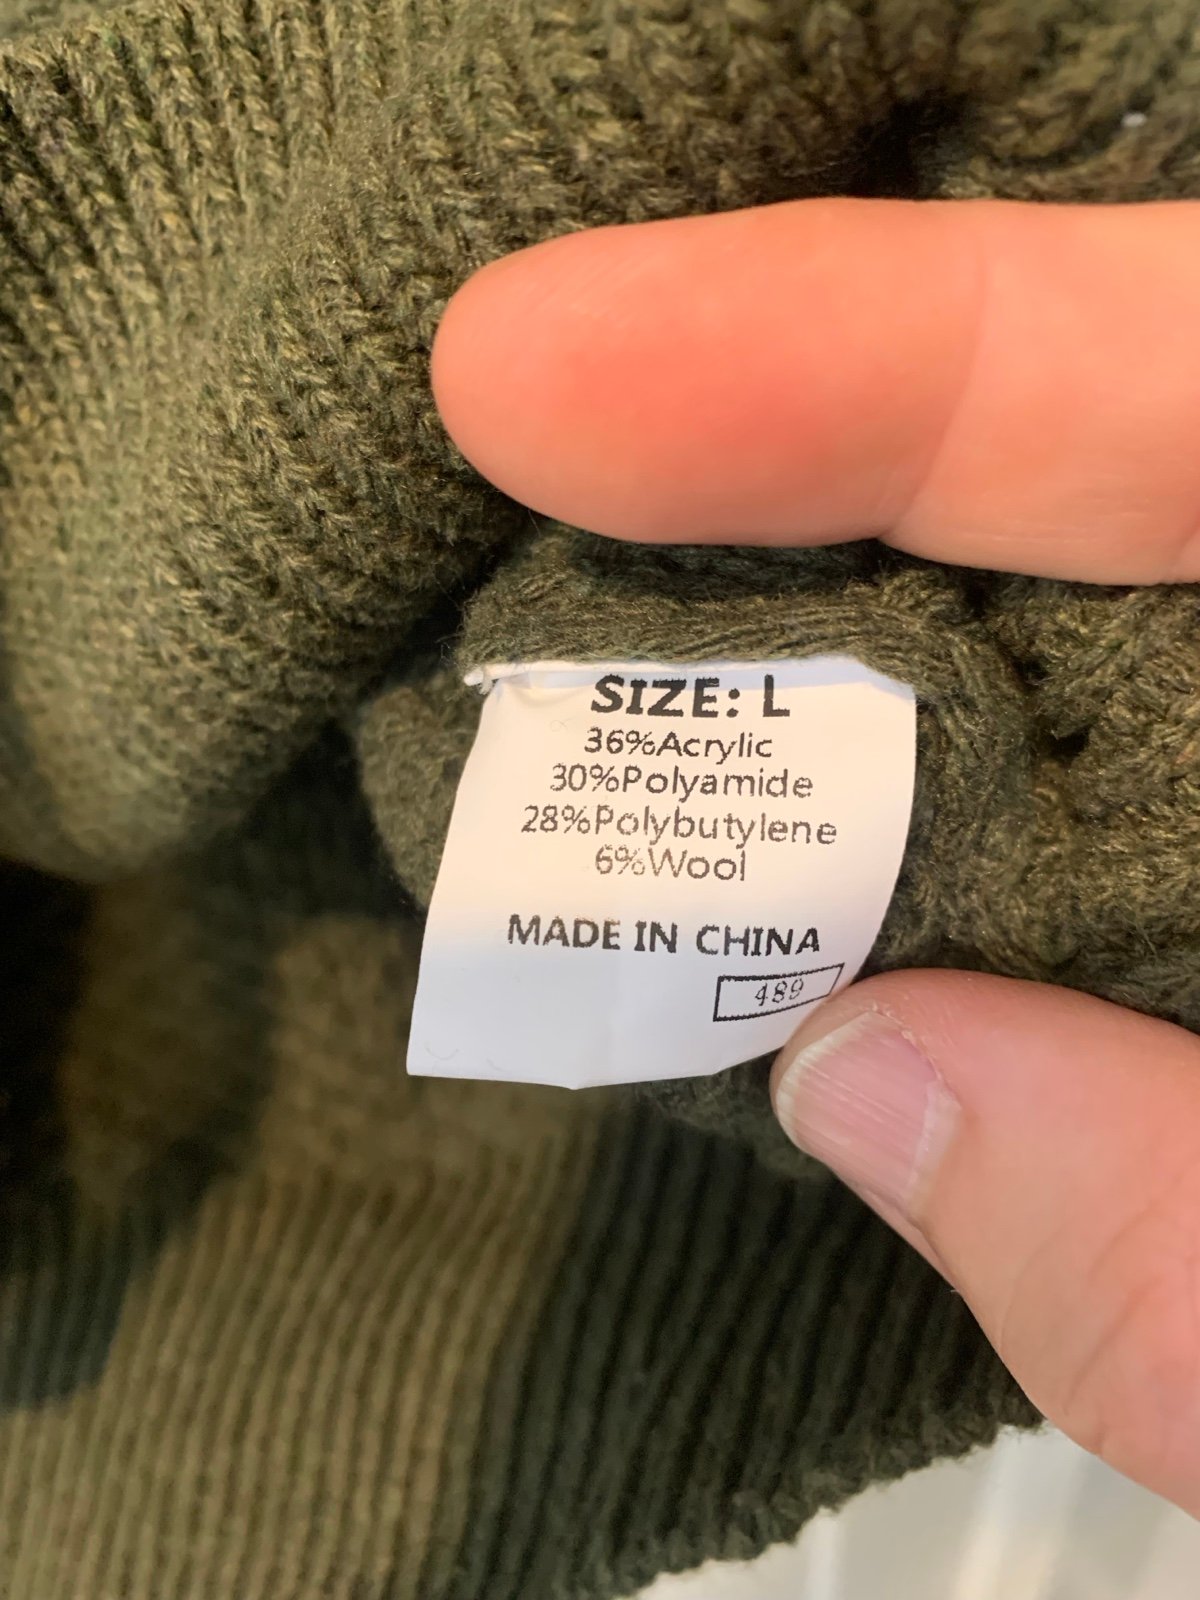 SIZE: L
36%Acrylic
30%Polyamide
28%Polybutylene
6%Wool
MADE IN CHINA
489